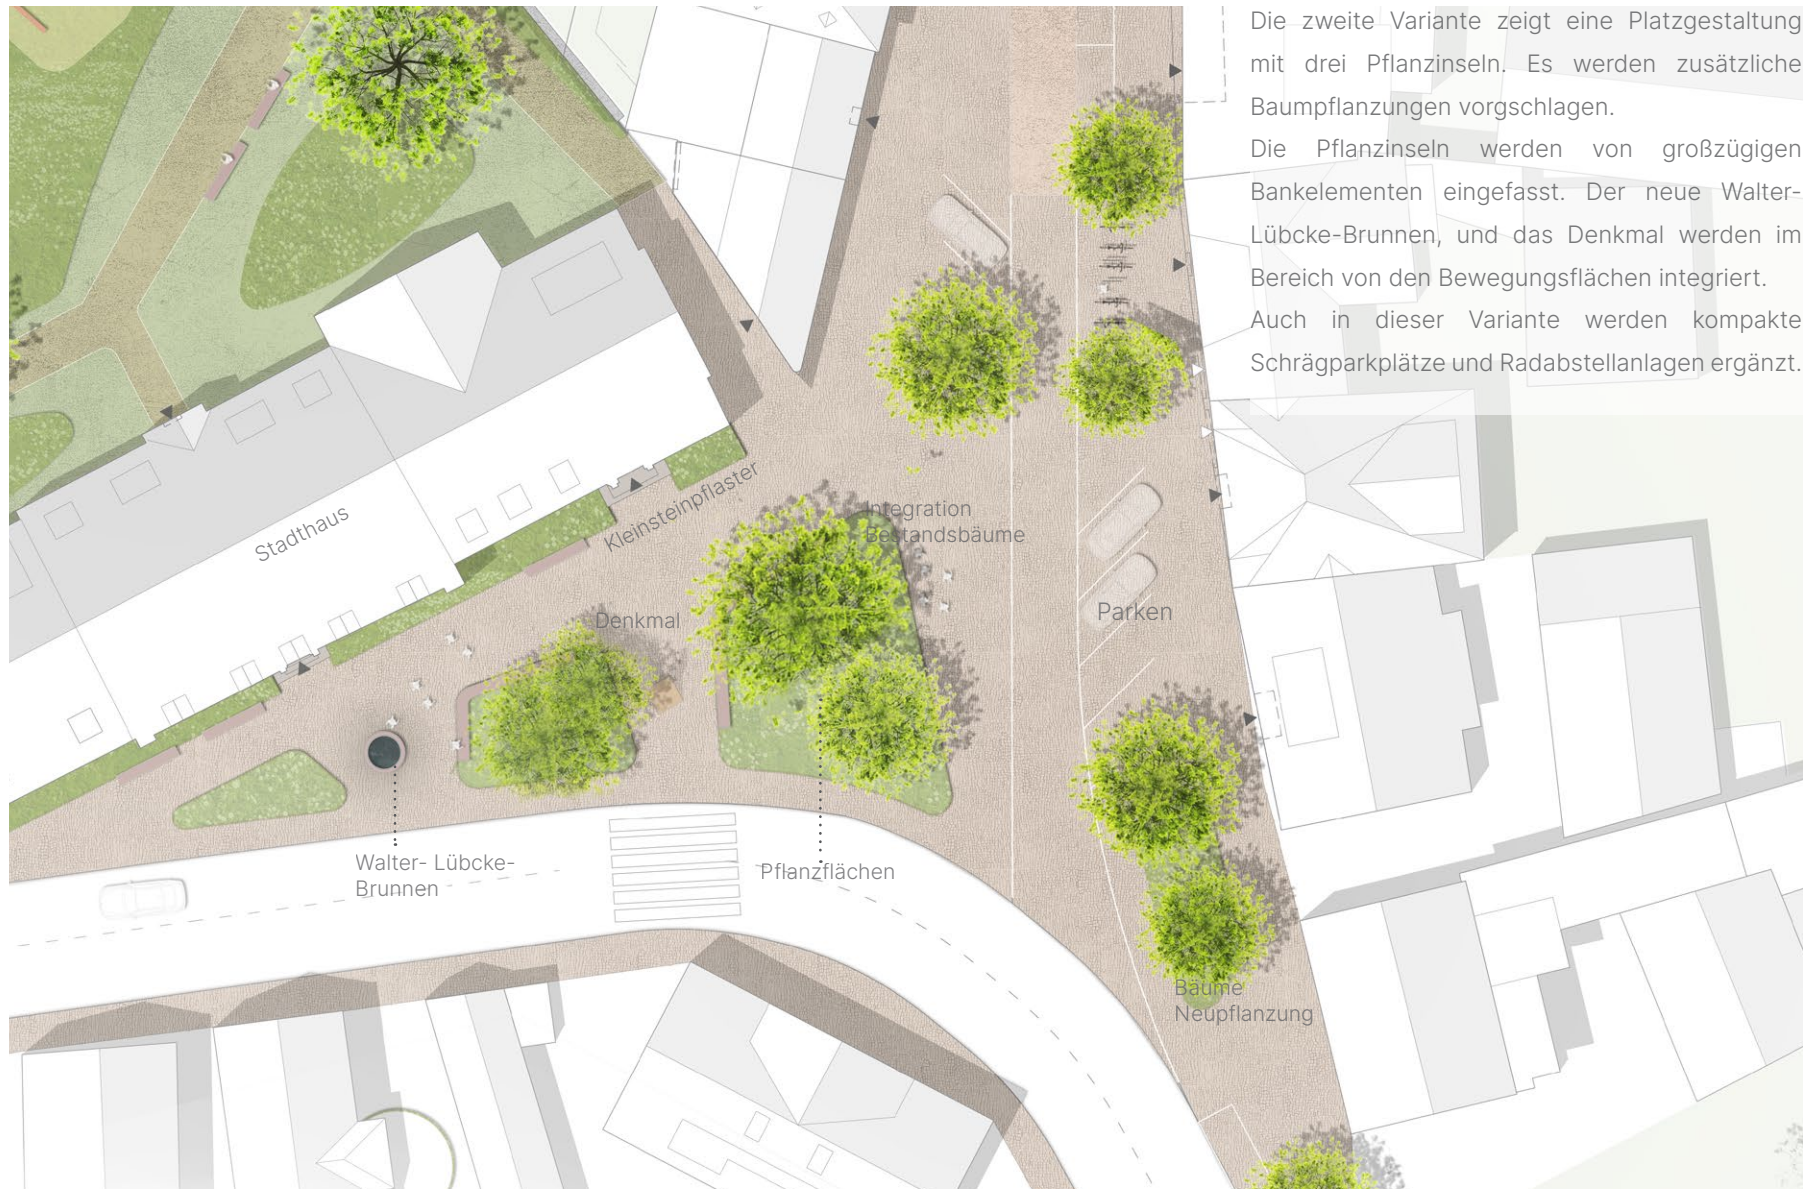 Die zweite Variante zeigt eine Platzgestaltung
mit drei Pflanzinseln. Es werden zusätzliche
Baumpflanzungen vorgschlagen.
Die Pflanzinseln werden von großzügigen
Bankelementen eingefasst. Der neue Walter-
Lübcke-Brunnen, und das Denkmal werden im
Bereich von den Bewegungsflächen integriert.
Auch in dieser Variante werden kompakte
Schrägparkplätze und Radabstellanlagen ergänzt.
Stadthaus
Kleinsteinpflaster
Integration
Bestandsbäume
Denkmal
Parken
Walter- Lübcke-
Brunnen
Pflanzflächen
Bäume
Neupflanzung